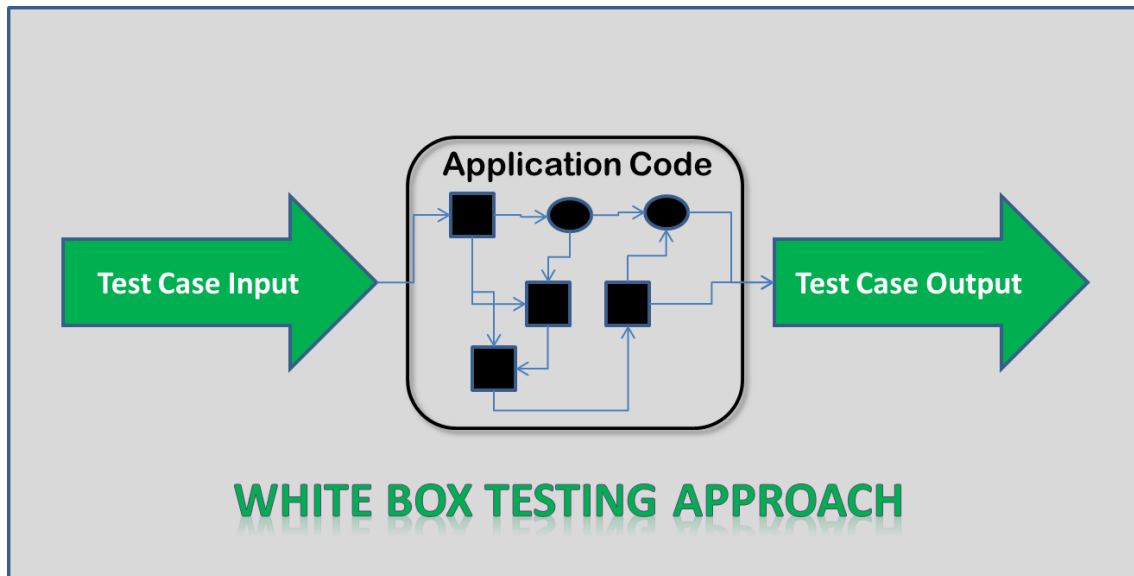 Application Code
Test Case Input
Test Case Output
WHITE BOX TESTING APPROACH